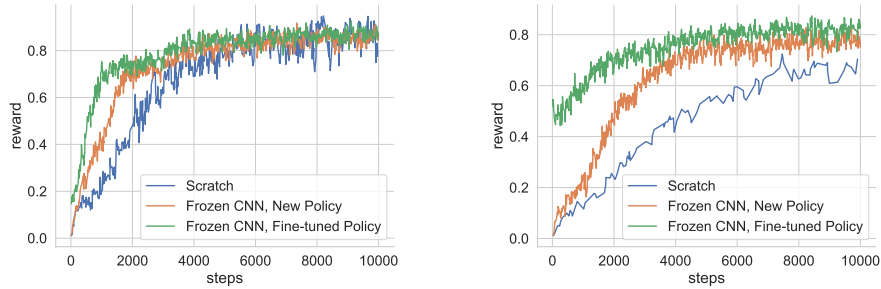 reward
0.8
0.6
0.4
0.2
0.0
Scratch
Frozen CNN, New Policy
Frozen CNN, Fine-tuned Policy
0 2000 4000 6000 8000 10000
steps
reward
0.8
0.6
0.4
0.2
0.0
Scratch
Frozen CNN, New Policy
Frozen CNN, Fine-tuned Policy
0 2000 4000 6000 8000 10000
steps